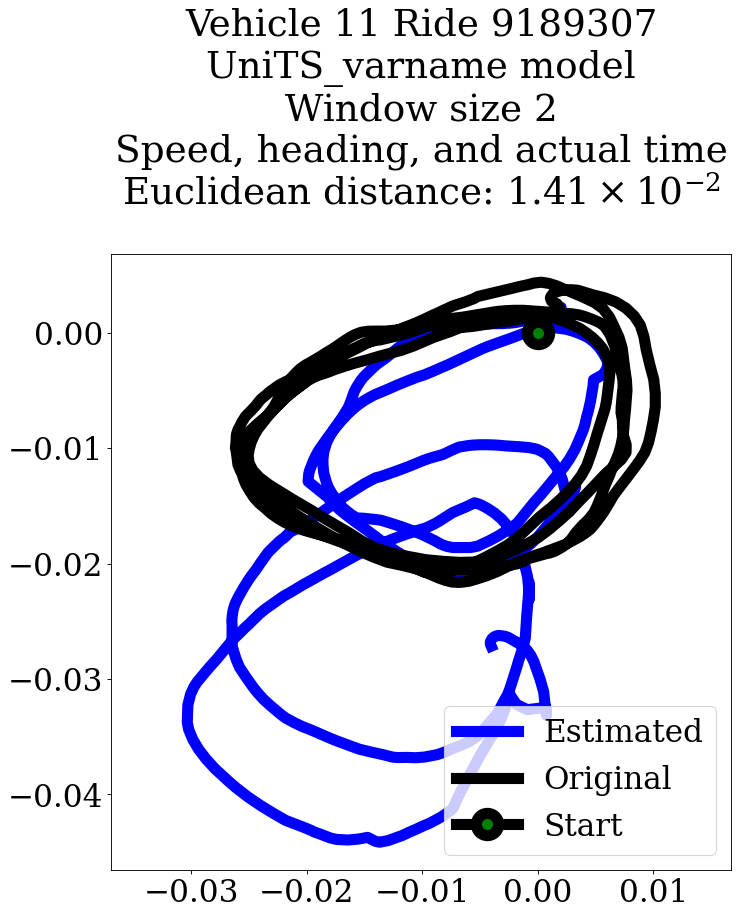 Vehicle 11 Ride 9189307
UniTS_varname model
Window size 2
Speed, heading, and actual time
Euclidean distance: 1.41 × 10⁻²
0.00
−0.01
−0.02
−0.03
−0.04
Estimated
Original
Start
−0.03 −0.02 −0.01 0.00 0.01